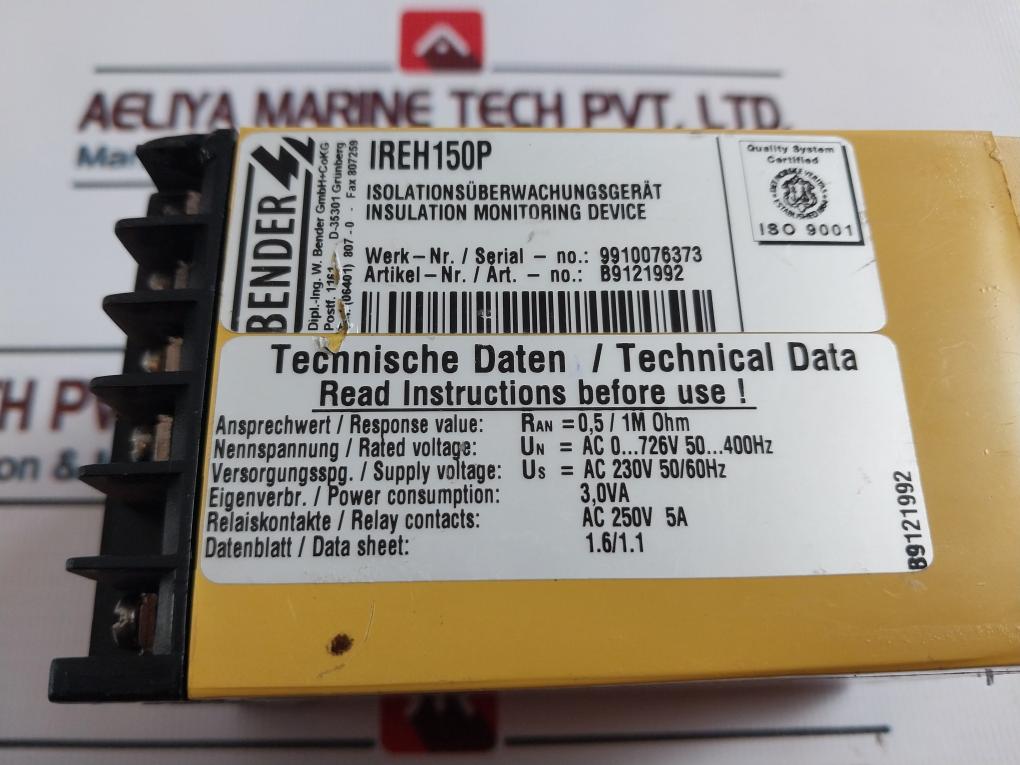 AELIYA MARINE TECH PVT. LTD.
IREH150P
ISOLATIONSÜBERWACHUNGSGERÄT
INSULATION MONITORING DEVICE
Werk-Nr. / Serial - no.: 9910076373
Artikel-Nr. / Art. - no.: B9121992
BENDER
Dipl.-Ing. W. Bender GmbH+CoKG
Postf. 1161 D-35301 Grünberg
(06401) 807-0 - Fax 807259
Quality System
Certified
ISO 9001
Technische Daten / Technical Data
Read Instructions before use !
Ansprechwert / Response value: RAN = 0,5 / 1M Ohm
Nennspannung / Rated voltage: UN = AC 0...726V 50...400Hz
Versorgungsspg. / Supply voltage: US = AC 230V 50/60Hz
Eigenverbr. / Power consumption: 3,0VA
Relaiskontakte / Relay contacts: AC 250V 5A
Datenblatt / Data sheet: 1.6/1.1
B9121992